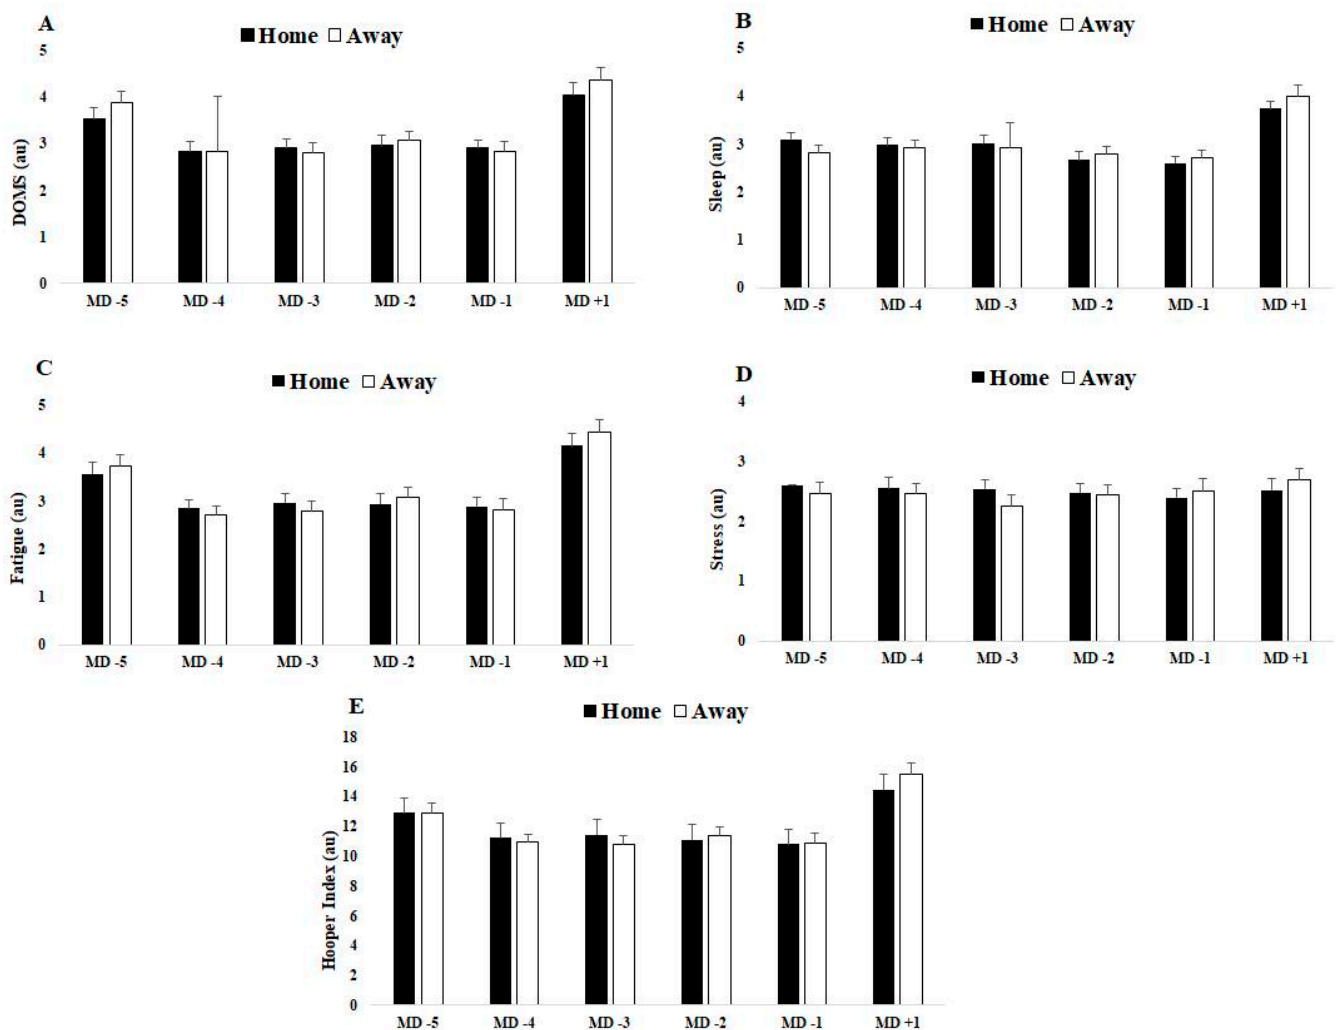 A
Home Away
5
4
3
2
1
0
DOMS (au)
MD -5 MD -4 MD -3 MD -2 MD -1 MD +1
B
Home Away
5
4
3
2
1
0
Sleep (au)
MD -5 MD -4 MD -3 MD -2 MD -1 MD +1
C
Home Away
5
4
3
2
1
0
Fatigue (au)
MD -5 MD -4 MD -3 MD -2 MD -1 MD +1
D
Home Away
4
3
2
1
0
Stress (au)
MD -5 MD -4 MD -3 MD -2 MD -1 MD +1
E
Home Away
18
16
14
12
10
8
6
4
2
0
Hooper Index (au)
MD -5 MD -4 MD -3 MD -2 MD -1 MD +1